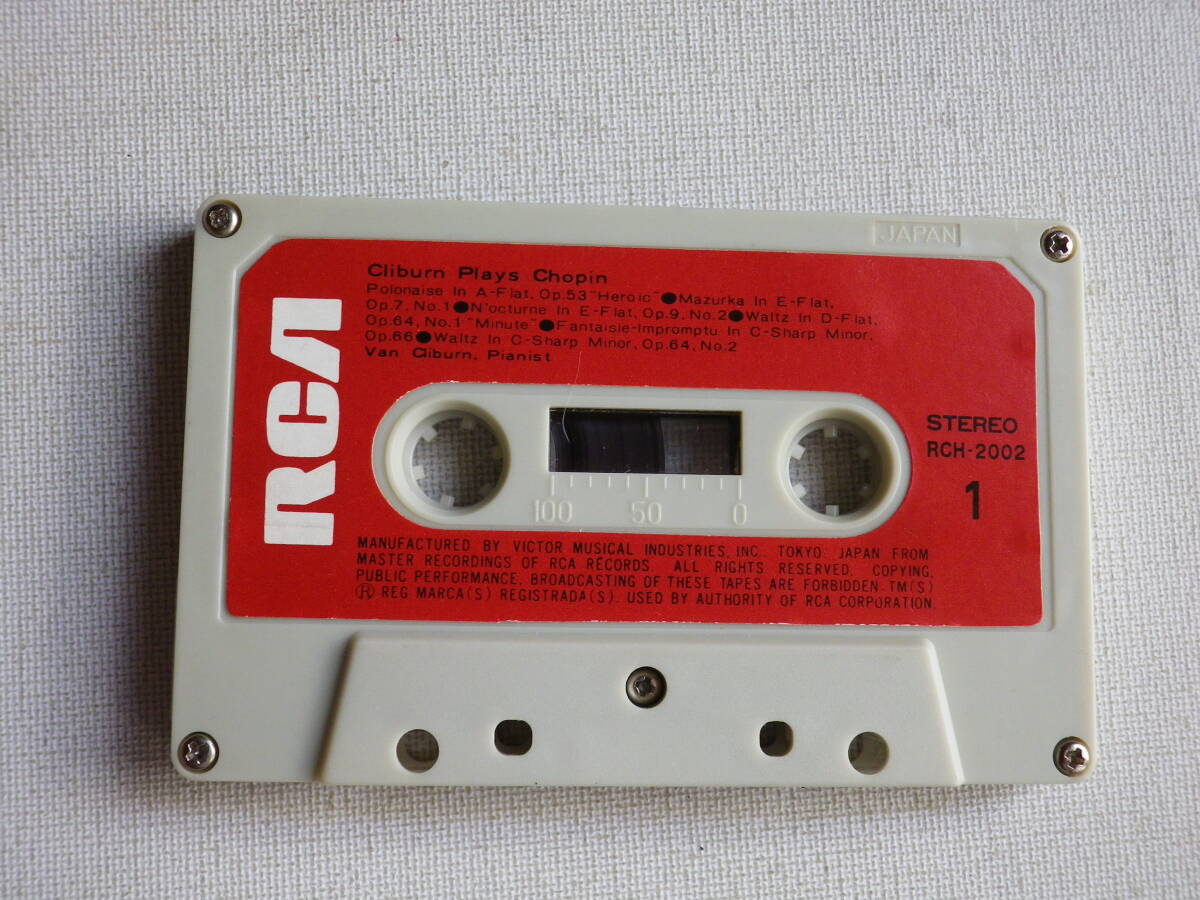 JAPAN
Cliburn Plays Chopin
Polonaise In A-Flat, Op.53 "Heroic"●Mazurka In E-Flat,
Op.7, No.1●N'octurne In E-Flat, Op.9, No.2●Waltz In D-Flat,
Op.64, No.1 "Minute"●Fantaisie-Impromptu In C-Sharp Minor,
Op.66●Waltz In C-Sharp Minor, Op.64, No.2
Van Cliburn, Pianist
RCA
STEREO
RCH-2002
1
100 50 0
MANUFACTURED BY VICTOR MUSICAL INDUSTRIES, INC., TOKYO, JAPAN FROM
MASTER RECORDINGS OF RCA RECORDS. ALL RIGHTS RESERVED. COPYING,
PUBLIC PERFORMANCE, BROADCASTING OF THESE TAPES ARE FORBIDDEN-TM(S)
Ⓡ REG MARCA(S) REGISTRADA(S). USED BY AUTHORITY OF RCA CORPORATION.